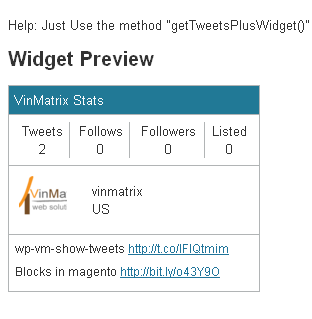 Help: Just Use the method "getTweetsPlusWidget()"
Widget Preview
VinMatrix Stats
Tweets Follows Followers Listed
2 0 0 0
VinMa
web solut
vinmatrix
US
wp-vm-show-tweets http://t.co/lFIQtmim
Blocks in magento http://bit.ly/o43Y9O